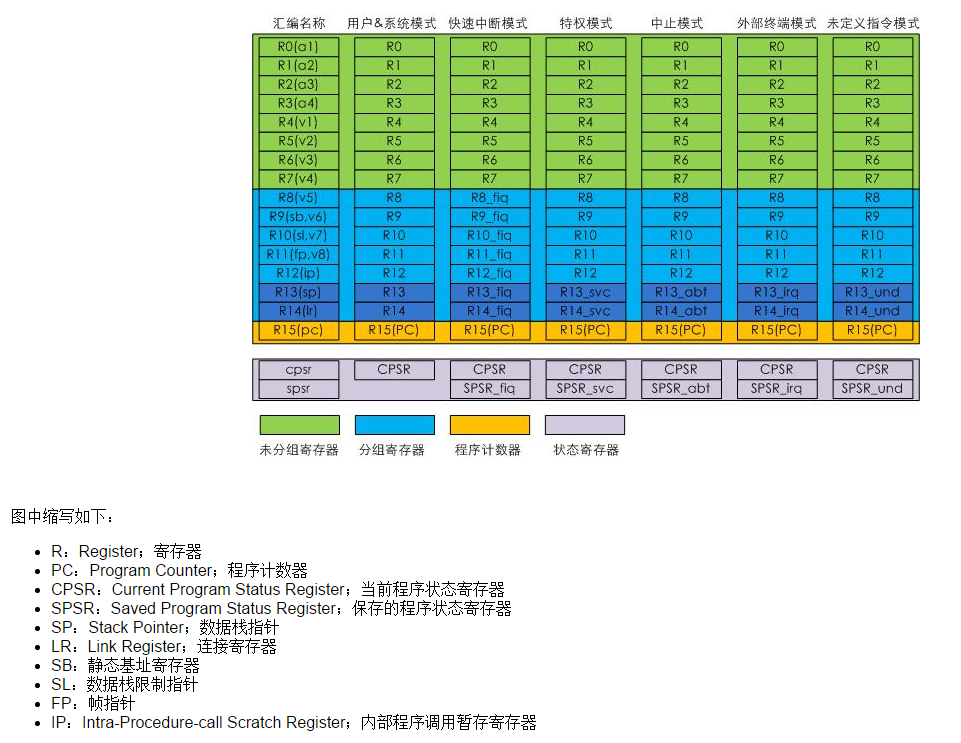 汇编名称 用户&系统模式 快速中断模式 特权模式 中止模式 外部终端模式 未定义指令模式
R0(a1) R0 R0 R0 R0 R0 R0
R1(a2) R1 R1 R1 R1 R1 R1
R2(a3) R2 R2 R2 R2 R2 R2
R3(a4) R3 R3 R3 R3 R3 R3
R4(v1) R4 R4 R4 R4 R4 R4
R5(v2) R5 R5 R5 R5 R5 R5
R6(v3) R6 R6 R6 R6 R6 R6
R7(v4) R7 R7 R7 R7 R7 R7
R8(v5) R8 R8_fiq R8 R8 R8 R8
R9(sb,v6) R9 R9_fiq R9 R9 R9 R9
R10(sl,v7) R10 R10_fiq R10 R10 R10 R10
R11(fp,v8) R11 R11_fiq R11 R11 R11 R11
R12(ip) R12 R12_fiq R12 R12 R12 R12
R13(sp) R13 R13_fiq R13_svc R13_abt R13_irq R13_und
R14(lr) R14 R14_fiq R14_svc R14_abt R14_irq R14_und
R15(pc) R15(PC) R15(PC) R15(PC) R15(PC) R15(PC) R15(PC)
cpsr CPSR CPSR CPSR CPSR CPSR CPSR
spsr SPSR_fiq SPSR_svc SPSR_abt SPSR_irq SPSR_und
未分组寄存器 分组寄存器 程序计数器 状态寄存器
图中缩写如下：
• R：Register；寄存器
• PC：Program Counter；程序计数器
• CPSR：Current Program Status Register；当前程序状态寄存器
• SPSR：Saved Program Status Register；保存的程序状态寄存器
• SP：Stack Pointer；数据栈指针
• LR：Link Register；连接寄存器
• SB：静态基址寄存器
• SL：数据栈限制指针
• FP：帧指针
• IP：Intra-Procedure-call Scratch Register；内部程序调用暂存寄存器